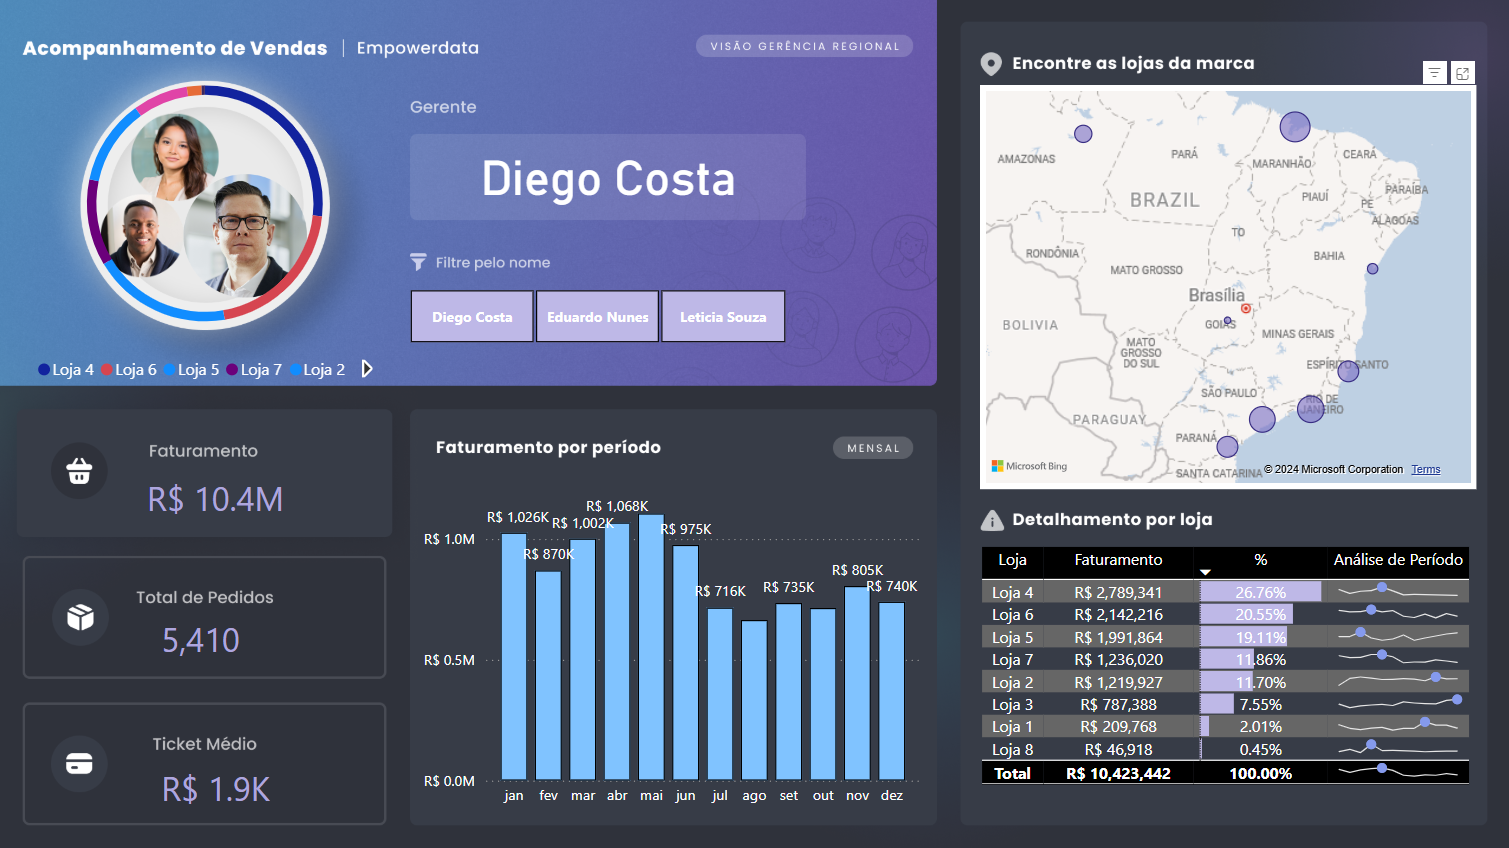 Acompanhamento de Vendas | Empowerdata
VISÃO GERÊNCIA REGIONAL
Gerente
Diego Costa
Filtre pelo nome
Diego Costa
Eduardo Nunes
Leticia Souza
Loja 4 Loja 6 Loja 5 Loja 7 Loja 2
Faturamento
R$ 10.4M
Total de Pedidos
5,410
Ticket Médio
R$ 1.9K
Faturamento por período
MENSAL
R$ 1.0M
R$ 0.5M
R$ 0.0M
R$ 1,026K
R$ 870K
R$ 1,002K
R$ 1,068K
R$ 975K
R$ 716K
R$ 735K
R$ 805K
R$ 740K
jan fev mar abr mai jun jul ago set out nov dez
Encontre as lojas da marca
AMAZONAS
PARÁ
MARANHÃO
CEARÁ
BRAZIL
PIAUÍ
PARAÍBA
PE
ALAGOAS
TO
RONDÔNIA
MATO GROSSO
BAHIA
Brasília
BOLIVIA
GOIÁS
MINAS GERAIS
MATO
GROSSO
DO SUL
ESPÍRITO SANTO
SÃO PAULO
RIO DE
JANEIRO
PARAGUAY
PARANÁ
SANTA CATARINA
Microsoft Bing
© 2024 Microsoft Corporation Terms
Detalhamento por loja
Loja Faturamento % Análise de Período
Loja 4 R$ 2,789,341 26.76%
Loja 6 R$ 2,142,216 20.55%
Loja 5 R$ 1,991,864 19.11%
Loja 7 R$ 1,236,020 11.86%
Loja 2 R$ 1,219,927 11.70%
Loja 3 R$ 787,388 7.55%
Loja 1 R$ 209,768 2.01%
Loja 8 R$ 46,918 0.45%
Total R$ 10,423,442 100.00%